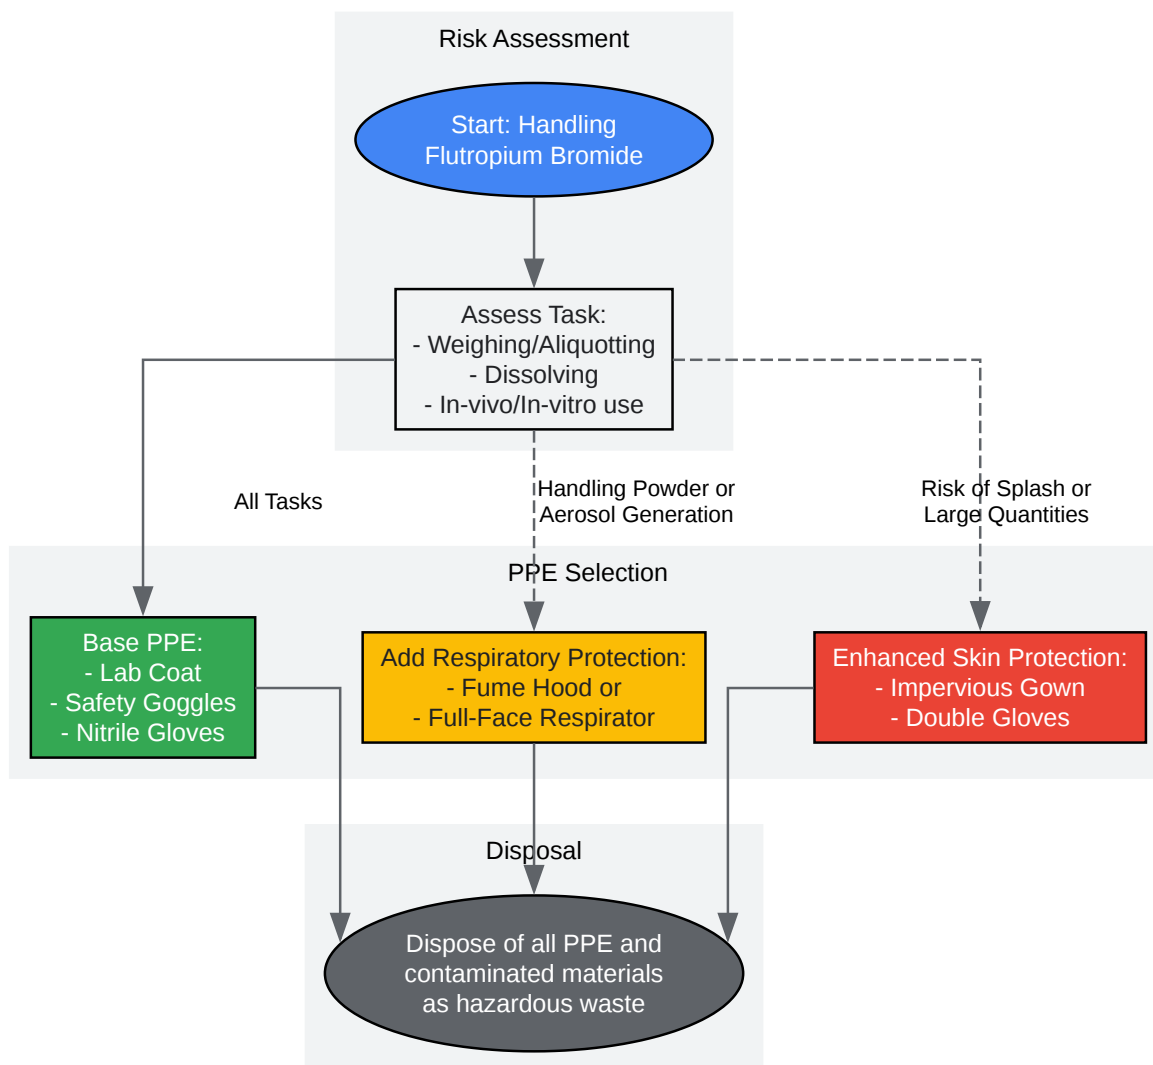 Risk Assessment
Start: Handling
Flutropium Bromide
Assess Task:
- Weighing/Aliquotting
- Dissolving
- In-vivo/In-vitro use
All Tasks
Handling Powder or
Aerosol Generation
Risk of Splash or
Large Quantities
PPE Selection
Base PPE:
- Lab Coat
- Safety Goggles
- Nitrile Gloves
Add Respiratory Protection:
- Fume Hood or
- Full-Face Respirator
Enhanced Skin Protection:
- Impervious Gown
- Double Gloves
Disposal
Dispose of all PPE and
contaminated materials
as hazardous waste